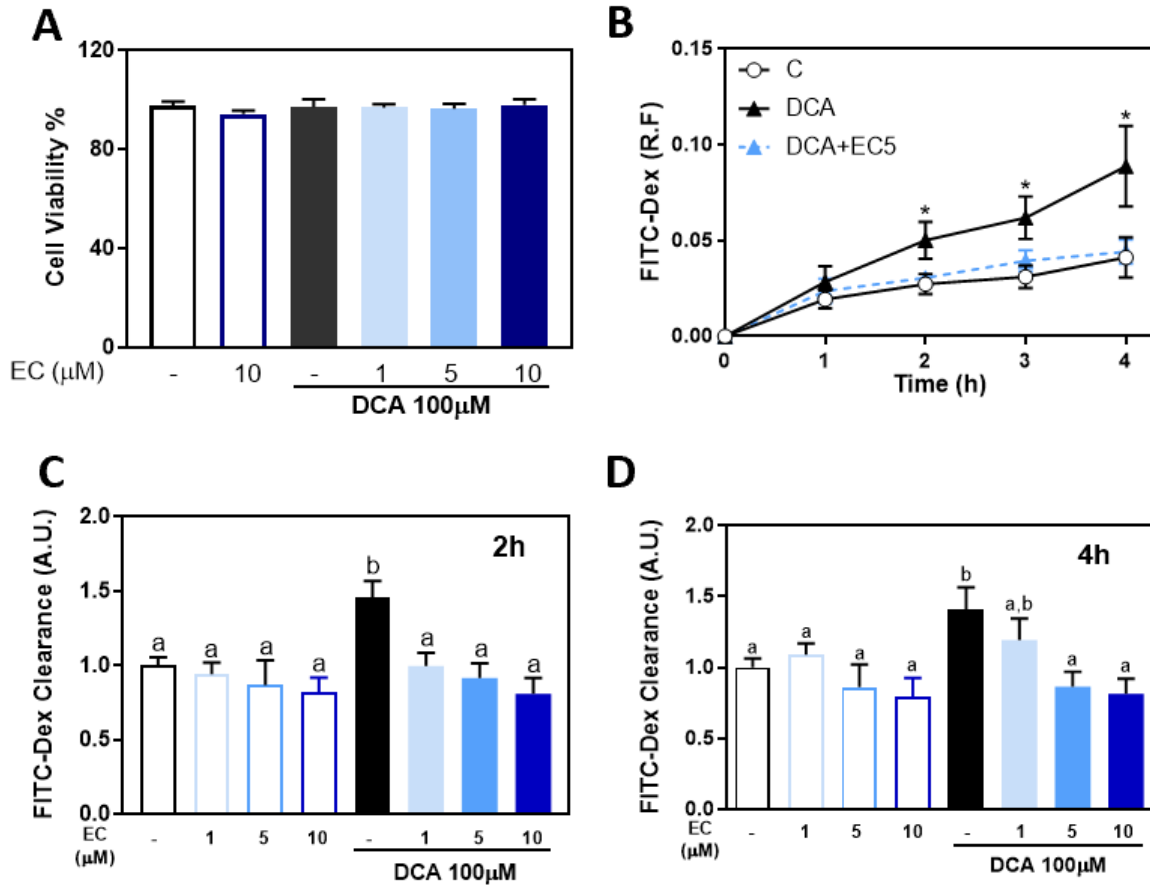 A
120
80
40
0
Cell Viability %
EC (µM)
- 10 - 1 5 10
DCA 100µM
B
0.15
0.10
0.05
0.00
FITC-Dex (R.F)
C
DCA
DCA+EC5
*
*
*
0 1 2 3 4
Time (h)
C
2.0
1.5
1.0
0.5
0.0
FITC-Dex Clearance (A.U.)
2h
a a a a b a a a
EC
(µM)
- 1 5 10 - 1 5 10
DCA 100µM
D
2.0
1.5
1.0
0.5
0.0
FITC-Dex Clearance (A.U.)
4h
a a a a b a,b a a
EC
(µM)
- 1 5 10 - 1 5 10
DCA 100µM